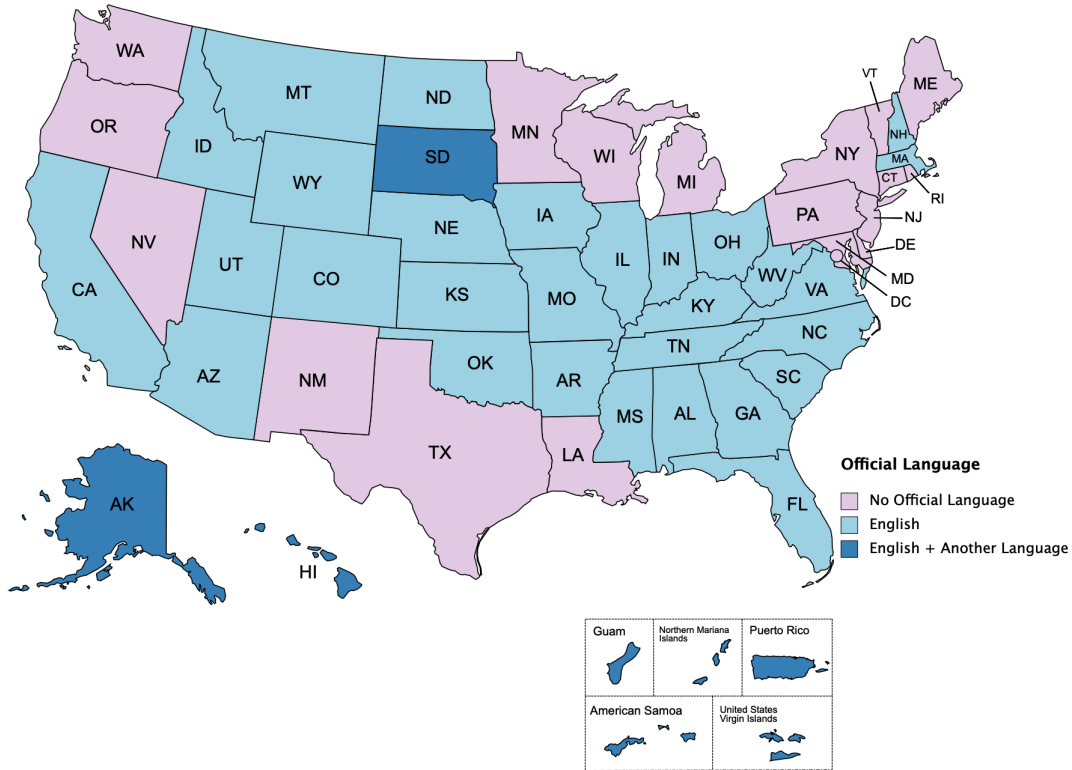 WA
MT
ND
MN
VT
ME
OR
ID
SD
WI
NH
NY
MA
WY
MI
CT
RI
IA
PA
NJ
NV
NE
OH
DE
UT
IL
IN
MD
CA
CO
WV
DC
KS
MO
VA
KY
NC
TN
OK
AZ
NM
AR
SC
MS
AL
GA
TX
LA
FL
AK
HI
Official Language
No Official Language
English
English + Another Language
Guam
Northern Mariana
Islands
Puerto Rico
American Samoa
United States
Virgin Islands